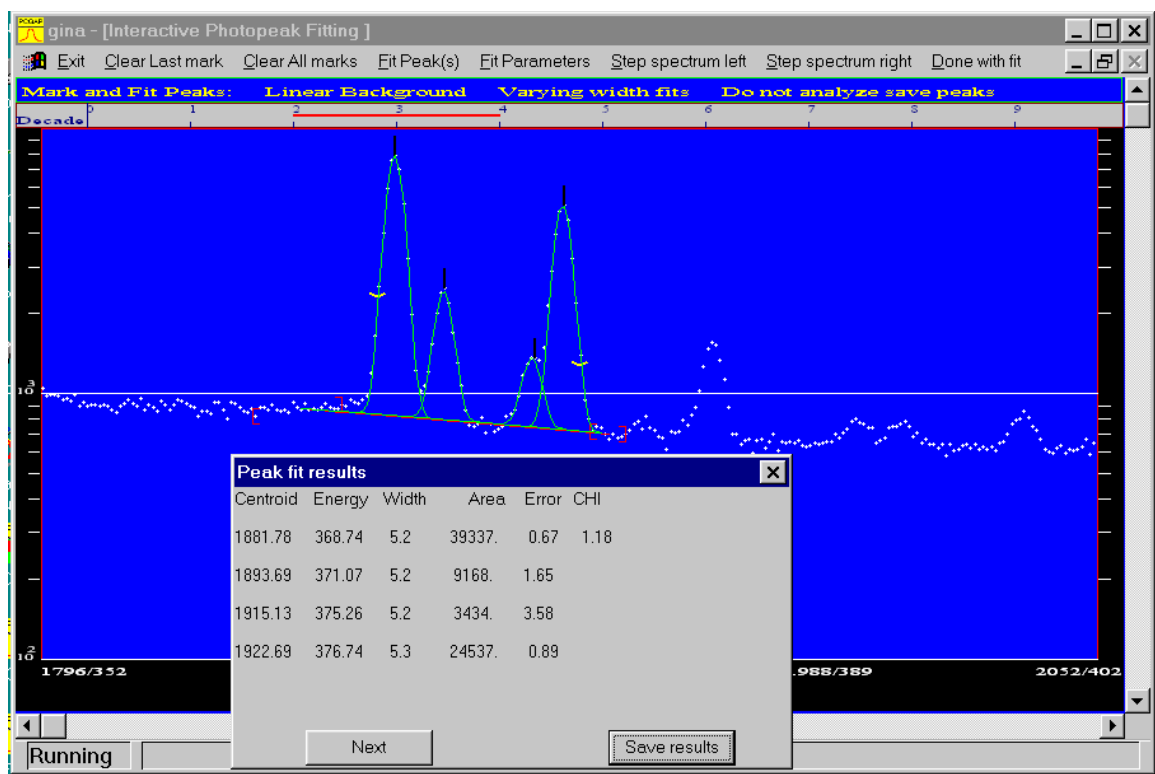 PCGAP gina - [Interactive Photopeak Fitting ]
Exit Clear Last mark Clear All marks Fit Peak(s) Fit Parameters Step spectrum left Step spectrum right Done with fit
Mark and Fit Peaks: Linear Background Varying width fits Do not analyze save peaks
0 1 2 3 4 5 6 7 8 9
Decade
10^3
10^2
Peak fit results
Centroid Energy Width Area Error CHI
1881.78 368.74 5.2 39337. 0.67 1.18
1893.69 371.07 5.2 9168. 1.65
1915.13 375.26 5.2 3434. 3.58
1922.69 376.74 5.3 24537. 0.89
1796/352 .988/389 2052/402
Next Save results
Running